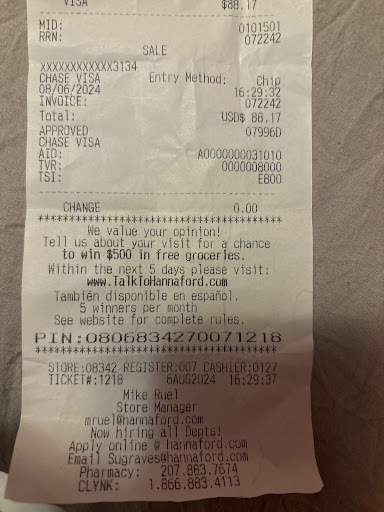 VISA $88.17
MID: 0101501
RRN: 072242
SALE
XXXXXXXXXXXX3134
CHASE VISA Entry Method: Chip
08/06/2024 16:29:32
INVOICE: 072242
Total: USD$ 88.17
APPROVED 07996D
CHASE VISA
AID: A0000000031010
TVR: 0000008000
TSI: E800
CHANGE 0.00
******************************************
We value your opinion!
Tell us about your visit for a chance
to win $500 in free groceries.
Within the next 5 days please visit:
www.TalkToHannaford.com
También disponible en español.
5 winners per month
See website for complete rules.
PIN:0806834270071218
******************************************
STORE:08342 REGISTER:007 CASHIER:0127
TICKET#:1218 6AUG2024 16:29:37
Mike Ruel
Store Manager
mruel@hannaford.com
Now hiring all Depts!
Apply online @ hannaford.com
Email Sugraves@hannaford.com
Pharmacy: 207.883.7674
CLYNK: 1.866.883.4113